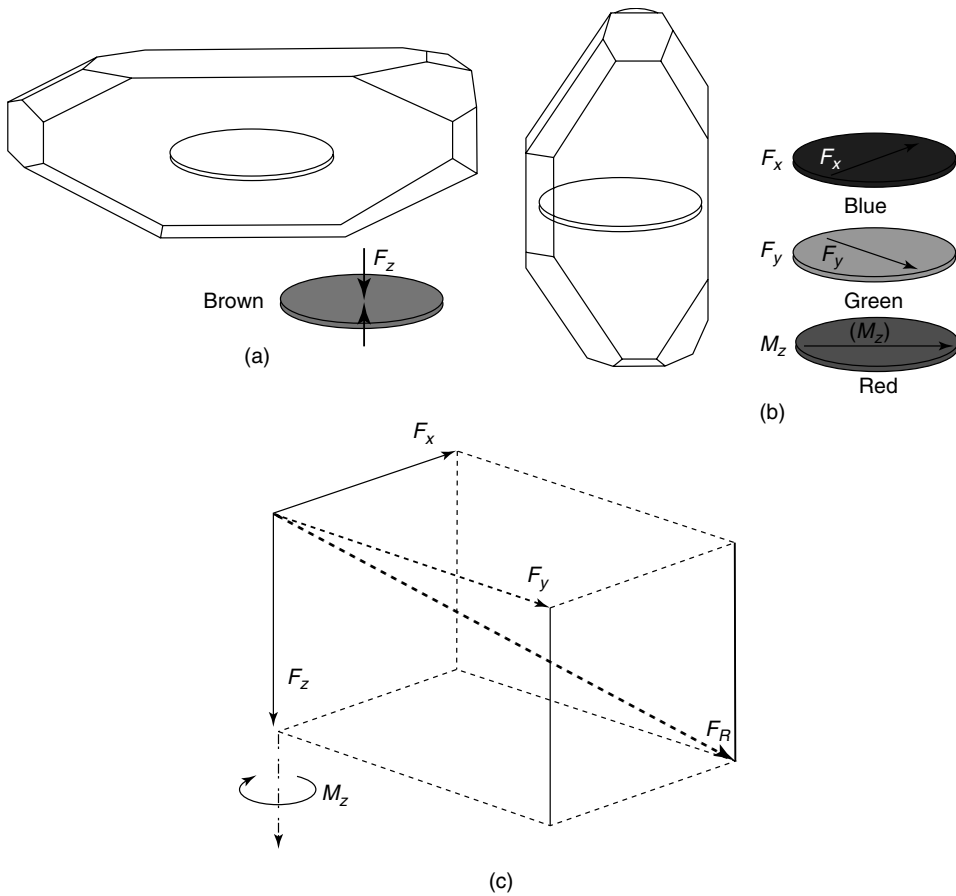 F_z
Brown
(a)
F_x F_x
Blue
F_y F_y
Green
M_z (M_z)
Red
(b)
F_x
F_y
F_z
F_R
M_z
(c)